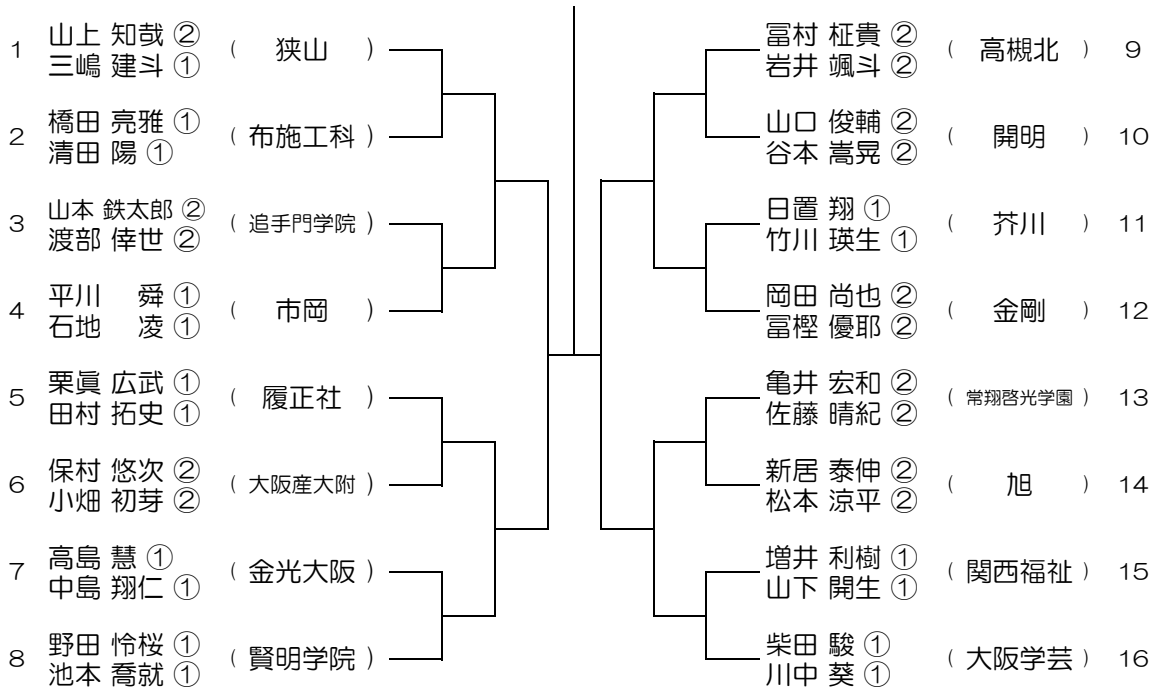 1 山上 知哉 ② ( 狭山 )
三嶋 建斗 ①
2 橋田 亮雅 ① ( 布施工科 )
清田 陽 ①
3 山本 鉄太郎 ② ( 追手門学院 )
渡部 倖世 ②
4 平川 舜 ① ( 市岡 )
石地 凌 ①
5 栗眞 広武 ① ( 履正社 )
田村 拓史 ①
6 保村 悠次 ② ( 大阪産大附 )
小畑 初芽 ②
7 高島 慧 ① ( 金光大阪 )
中島 翔仁 ①
8 野田 怜桜 ① ( 賢明学院 )
池本 喬就 ①
冨村 柾貴 ② ( 高槻北 ) 9
岩井 颯斗 ②
山口 俊輔 ② ( 開明 ) 10
谷本 嵩晃 ②
日置 翔 ① ( 芥川 ) 11
竹川 瑛生 ①
岡田 尚也 ② ( 金剛 ) 12
冨樫 優耶 ②
亀井 宏和 ② ( 常翔啓光学園 ) 13
佐藤 晴紀 ②
新居 泰伸 ② ( 旭 ) 14
松本 涼平 ②
増井 利樹 ① ( 関西福祉 ) 15
山下 開生 ①
柴田 駿 ① ( 大阪学芸 ) 16
川中 葵 ①